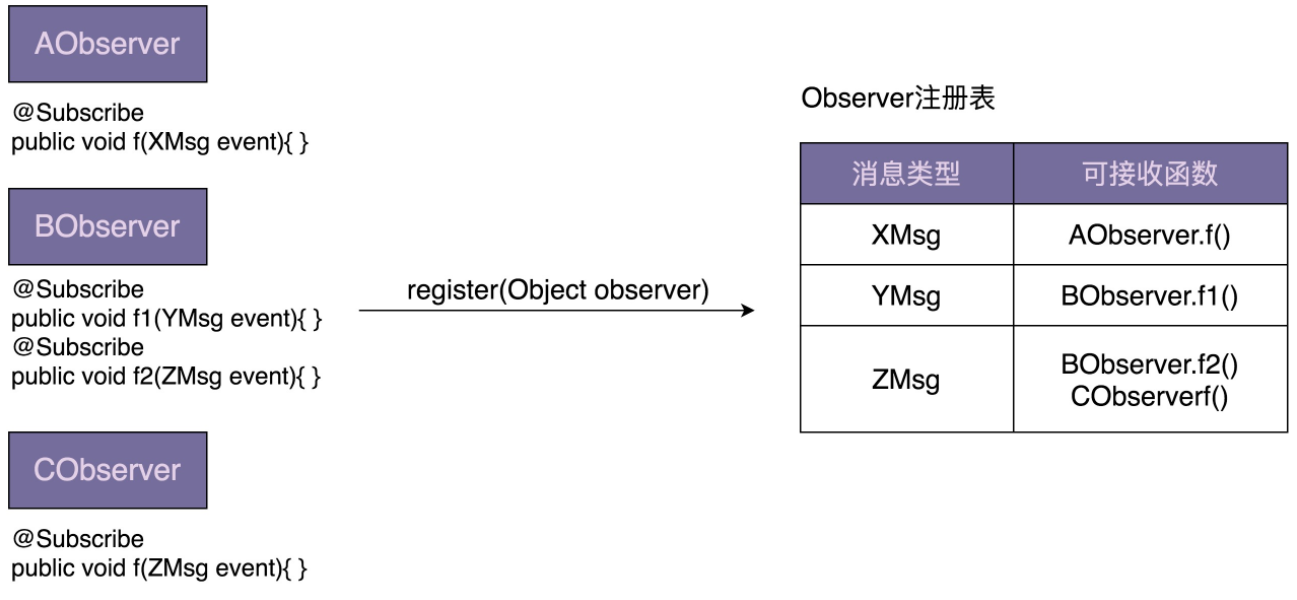 AObserver
@Subscribe
public void f(XMsg event){ }
BObserver
@Subscribe
public void f1(YMsg event){ }
@Subscribe
public void f2(ZMsg event){ }
CObserver
@Subscribe
public void f(ZMsg event){ }
register(Object observer)
Observer注册表
消息类型 可接收函数
XMsg AObserver.f()
YMsg BObserver.f1()
ZMsg BObserver.f2()
CObserverf()